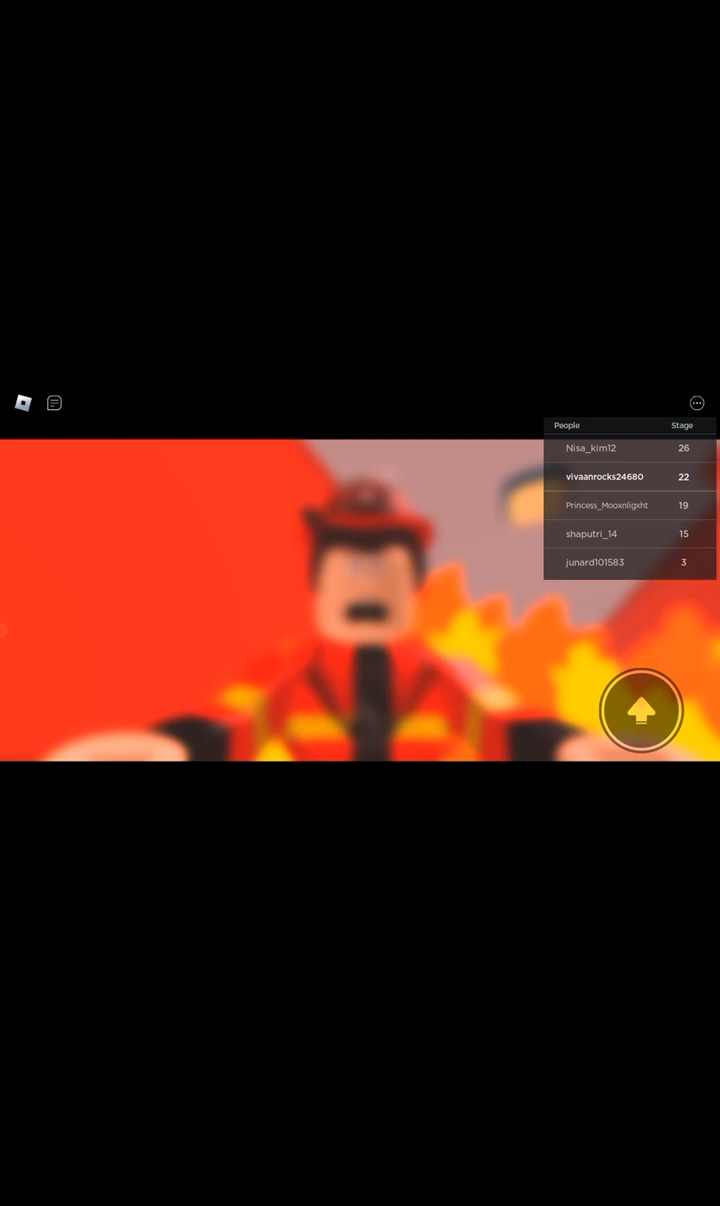 People Stage
Nisa_kim12 26
vivaanrocks24680 22
Princess_Mooxnligxht 19
shaputri_14 15
junard101583 3